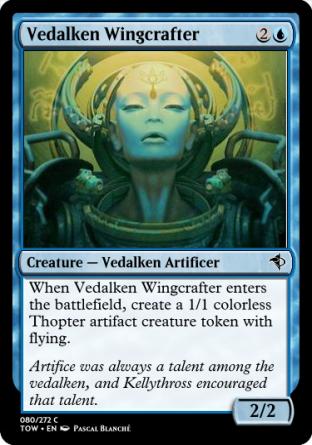 Vedalken Wingcrafter 2
Creature — Vedalken Artificer
When Vedalken Wingcrafter enters
the battlefield, create a 1/1 colorless
Thopter artifact creature token with
flying.
Artifice was always a talent among the
vedalken, and Kellythross encouraged
that talent.
2/2
080/272 C
TOW • EN Pascal Blanché